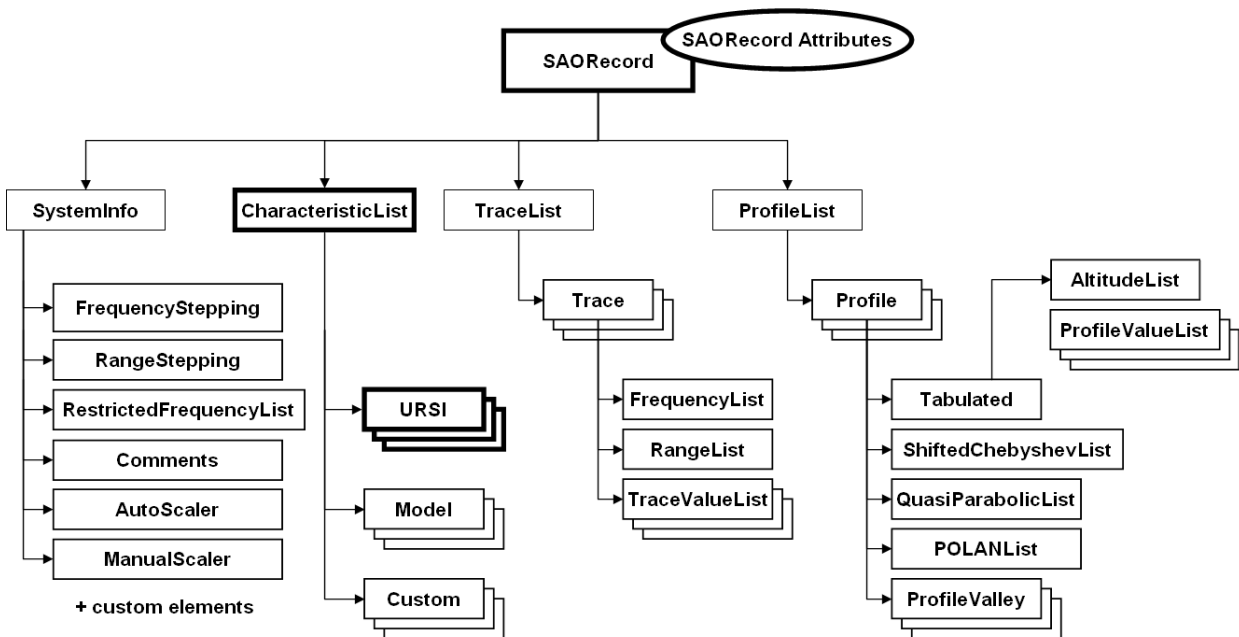 SAORecord Attributes
SAORecord
SystemInfo
CharacteristicList
TraceList
ProfileList
FrequencyStepping
RangeStepping
RestrictedFrequencyList
Comments
AutoScaler
ManualScaler
+ custom elements
URSI
Model
Custom
Trace
FrequencyList
RangeList
TraceValueList
Profile
Tabulated
ShiftedChebyshevList
QuasiParabolicList
POLANList
ProfileValley
AltitudeList
ProfileValueList